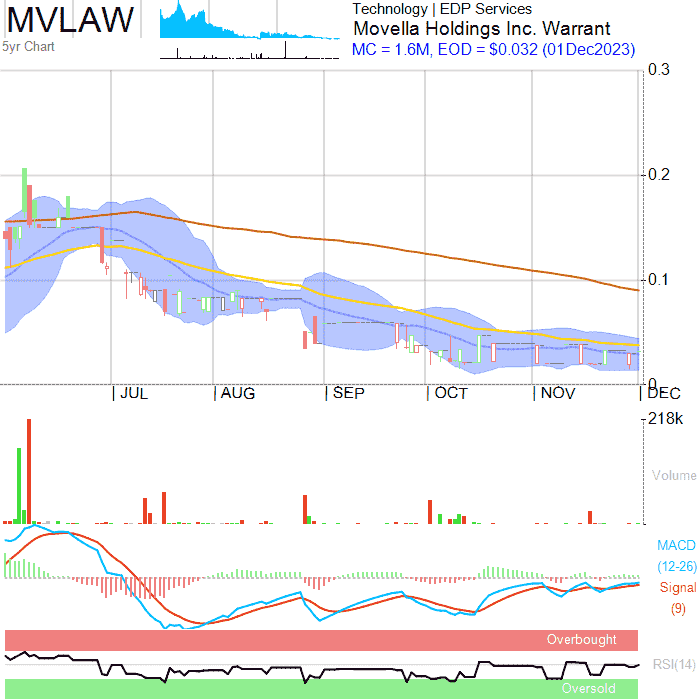 MVLAW
5yr Chart
Technology | EDP Services
Movella Holdings Inc. Warrant
MC = 1.6M, EOD = $0.032 (01Dec2023)
0.3
0.2
0.1
0
JUL AUG SEP OCT NOV DEC
218k
Volume
MACD
(12-26)
Signal
(9)
Overbought
RSI(14)
Oversold